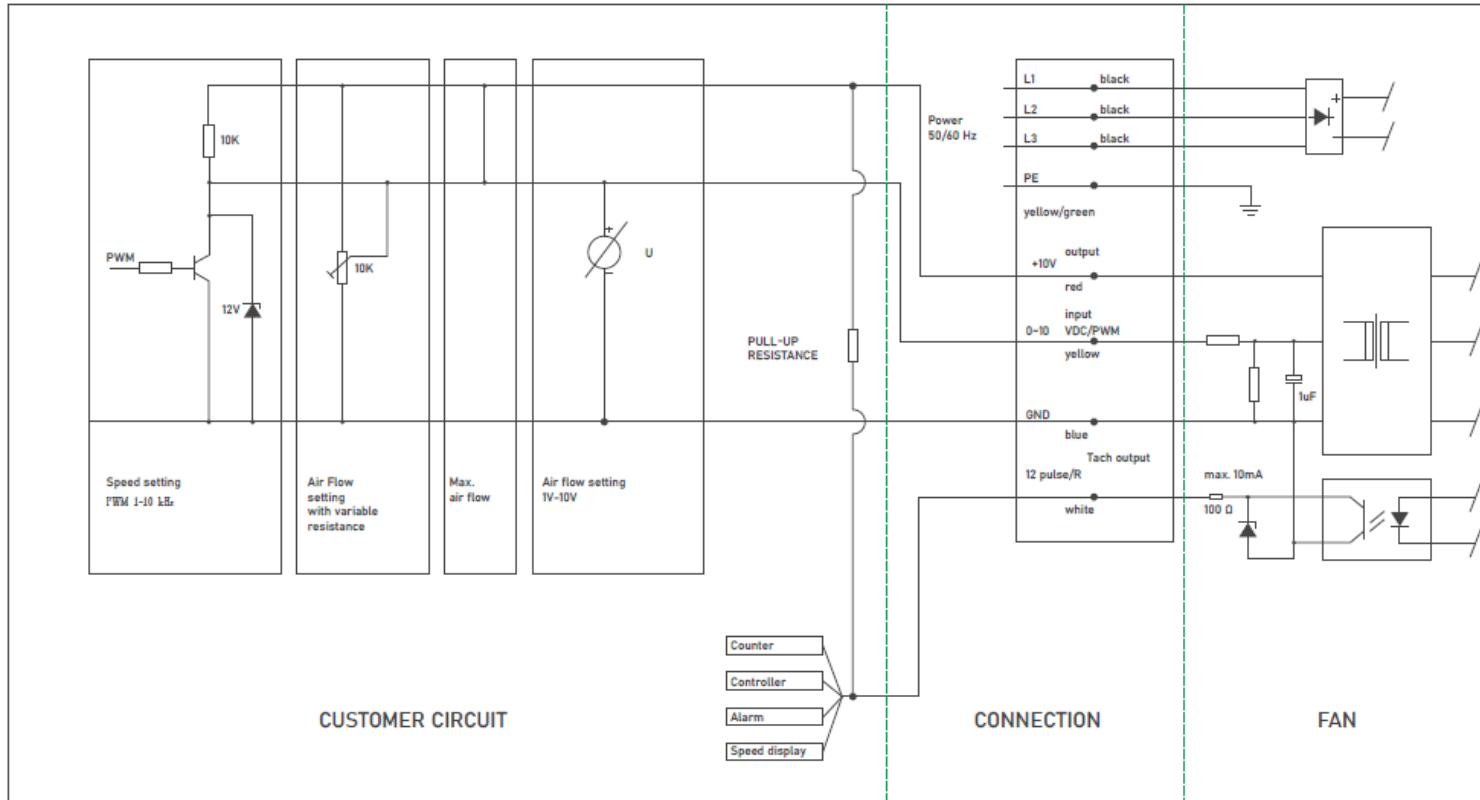 10K
PWM
12V
Speed setting
PWM 1-10 kHz
10K
Air Flow
setting
with variable
resistance
Max.
air flow
+
U
−
Air flow setting
1V-10V
PULL-UP
RESISTANCE
Counter
Controller
Alarm
Speed display
CUSTOMER CIRCUIT
Power
50/60 Hz
L1 black
L2 black
L3 black
PE
yellow/green
output
+10V
red
input
0~10 VDC/PWM
yellow
GND
blue
Tach output
12 pulse/R
white
CONNECTION
+
−
1uF
max. 10mA
100 Ω
FAN